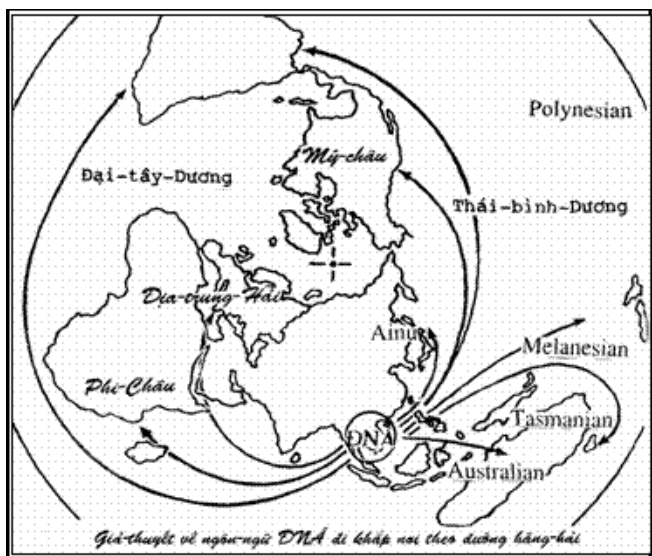 Polynesian
Mỹ-châu
Đại-tây-Dương
Thái-bình-Dương
Địa-trung-Hải
Ainu
Melanesian
Phi-Châu
Tasmanian
ĐNA
Australian
Giả-thuyết về ngôn-ngữ ĐNÁ đi khắp nơi theo đường hàng-hải